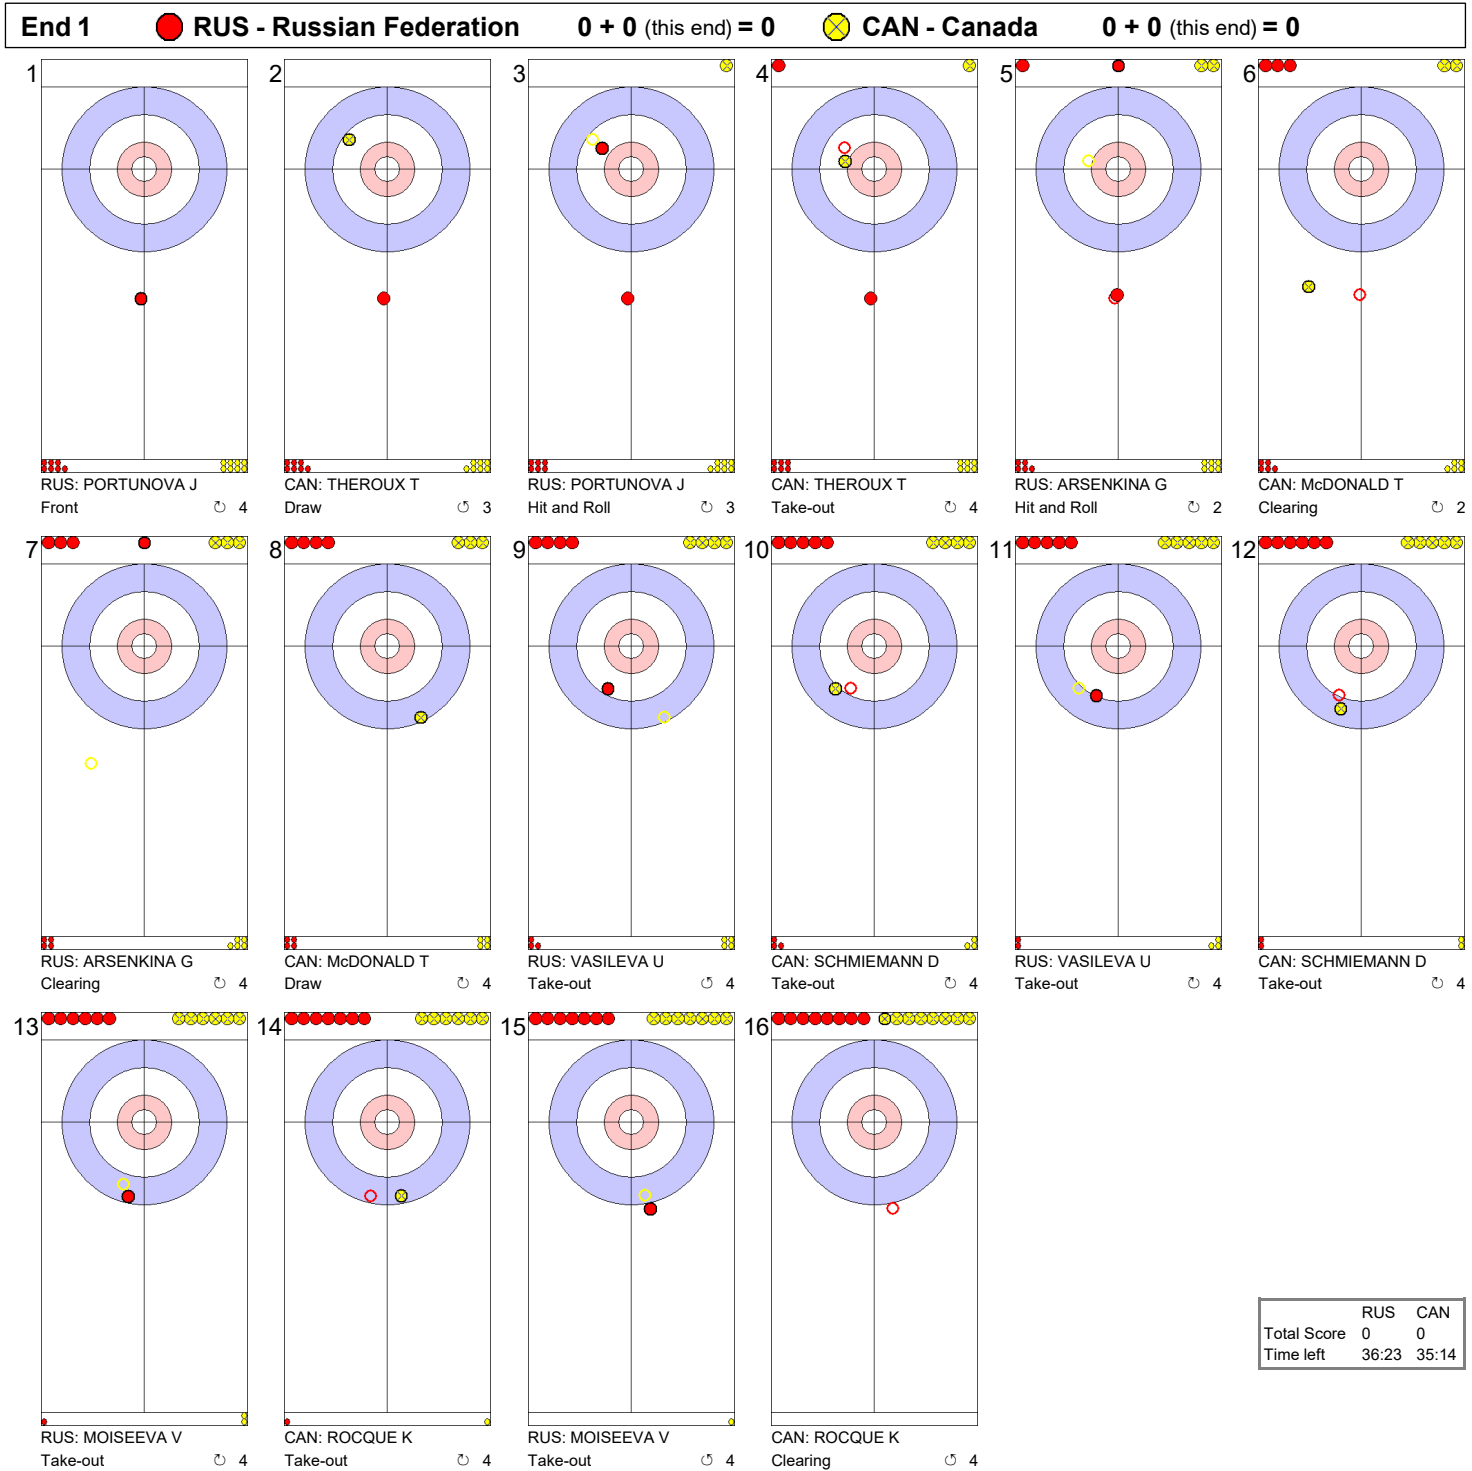 End 1 RUS - Russian Federation 0 + 0 (this end) = 0 CAN - Canada 0 + 0 (this end) = 0
1 2 3 4 5 6
RUS: PORTUNOVA J CAN: THEROUX T RUS: PORTUNOVA J CAN: THEROUX T RUS: ARSENKINA G CAN: McDONALD T
Front ↻ 4 Draw ↺ 3 Hit and Roll ↻ 3 Take-out ↻ 4 Hit and Roll ↻ 2 Clearing ↻ 2
7 8 9 10 11 12
RUS: ARSENKINA G CAN: McDONALD T RUS: VASILEVA U CAN: SCHMIEMANN D RUS: VASILEVA U CAN: SCHMIEMANN D
Clearing ↻ 4 Draw ↻ 4 Take-out ↺ 4 Take-out ↻ 4 Take-out ↻ 4 Take-out ↻ 4
13 14 15 16
RUS: MOISEEVA V CAN: ROCQUE K RUS: MOISEEVA V CAN: ROCQUE K
Take-out ↻ 4 Take-out ↻ 4 Take-out ↺ 4 Clearing ↺ 4
RUS CAN
Total Score 0 0
Time left 36:23 35:14